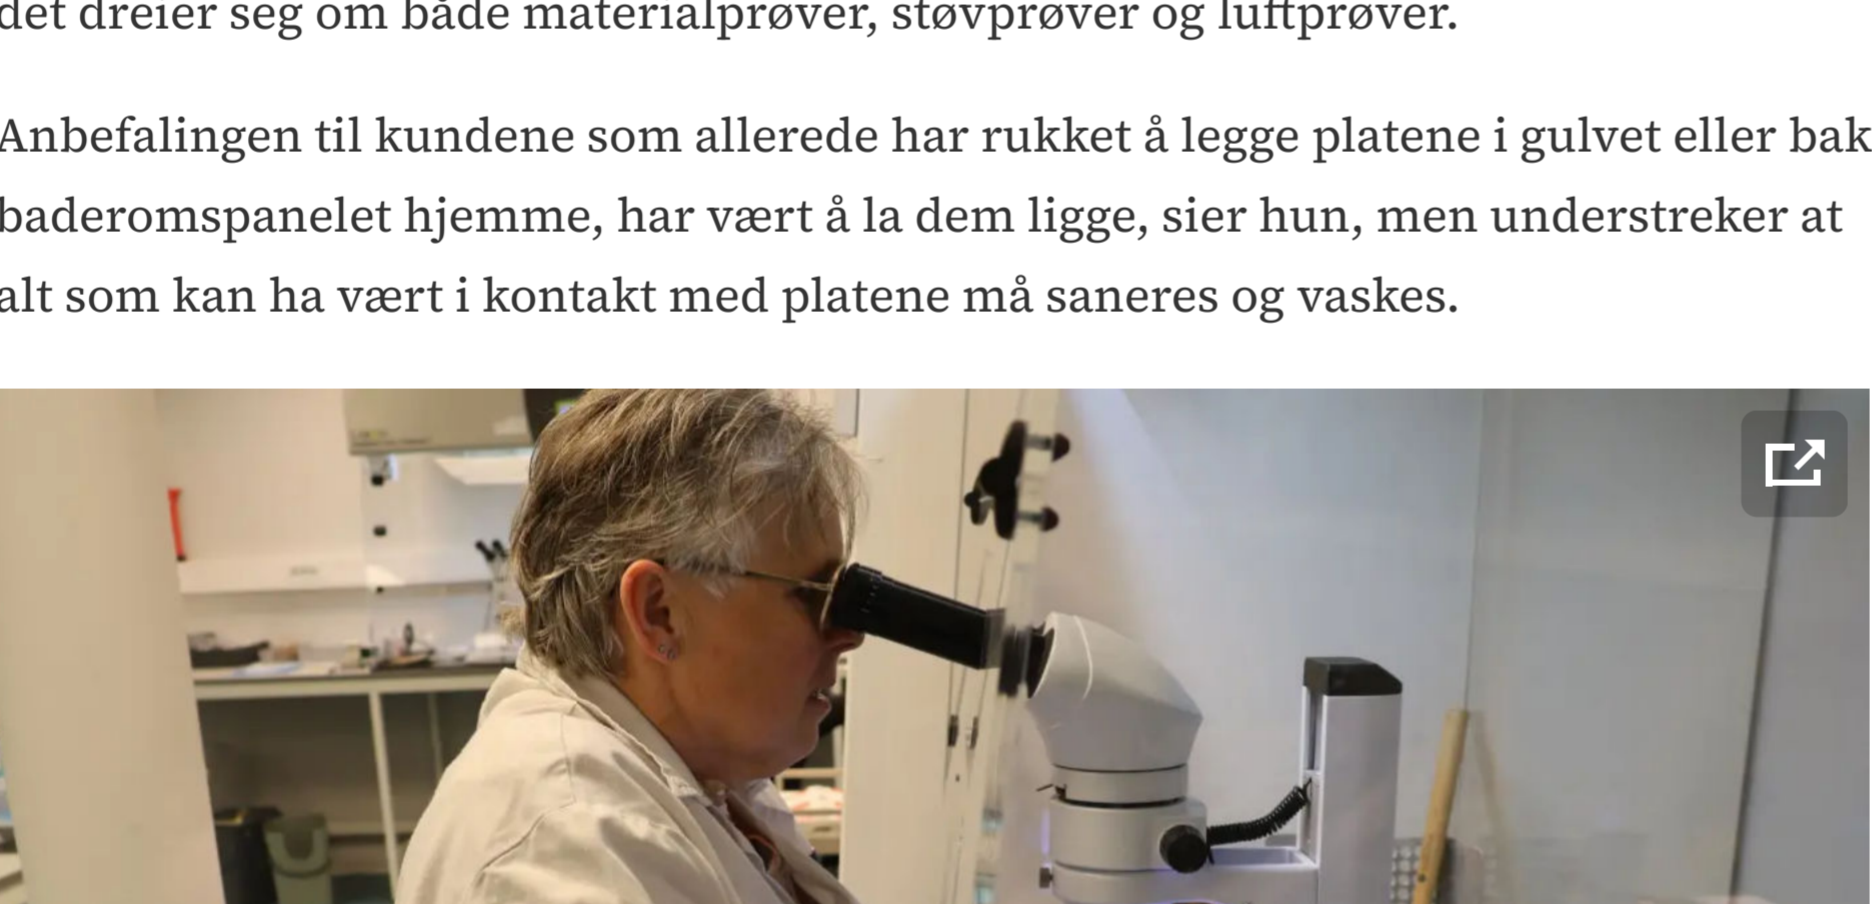 det dreier seg om både materialprøver, støvprøver og luftprøver.
Anbefalingen til kundene som allerede har rukket å legge platene i gulvet eller bak
baderomspanelet hjemme, har vært å la dem ligge, sier hun, men understreker at
alt som kan ha vært i kontakt med platene må saneres og vaskes.